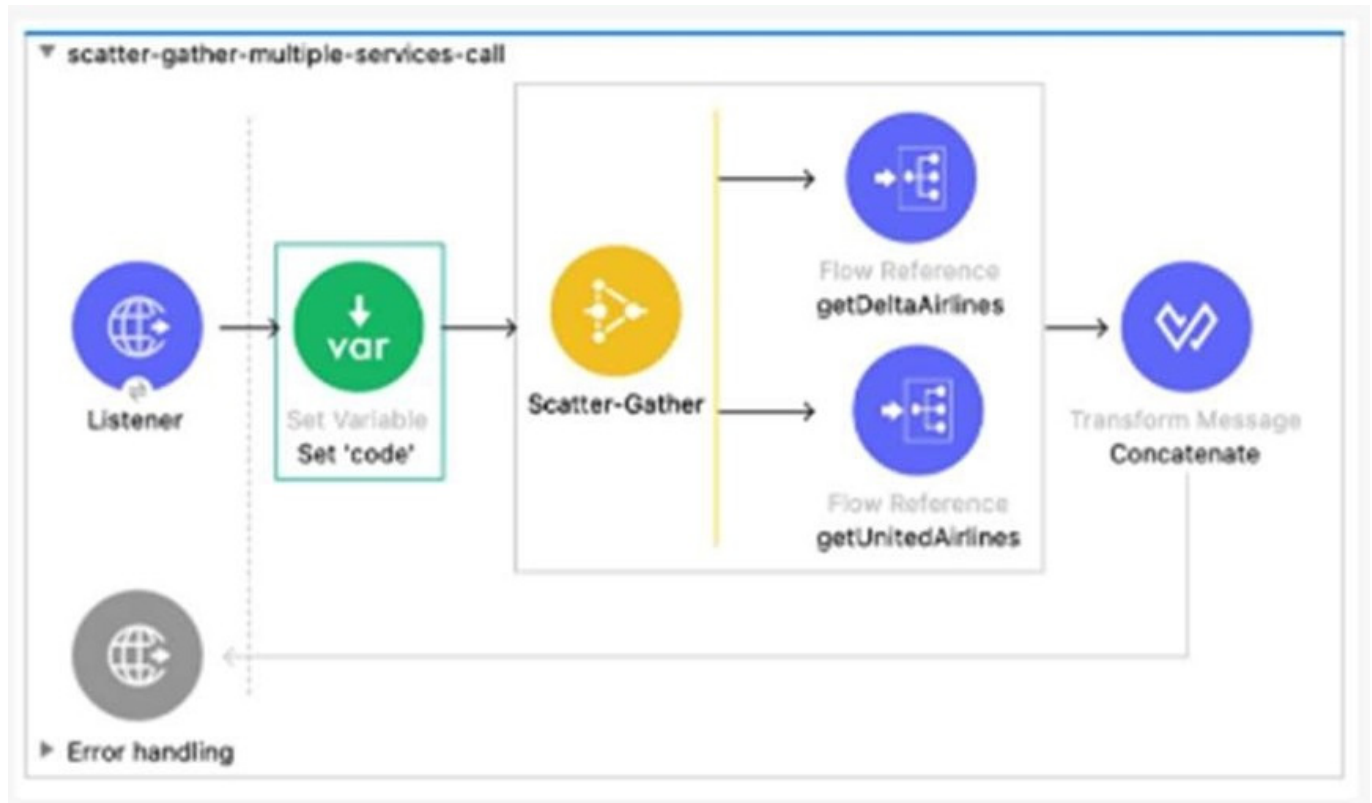 scatter-gather-multiple-services-call
Flow Reference
getDeltaAirlines
var
Listener
Set Variable
Set 'code'
Scatter-Gather
Transform Message
Concatenate
Flow Reference
getUnitedAirlines
Error handling